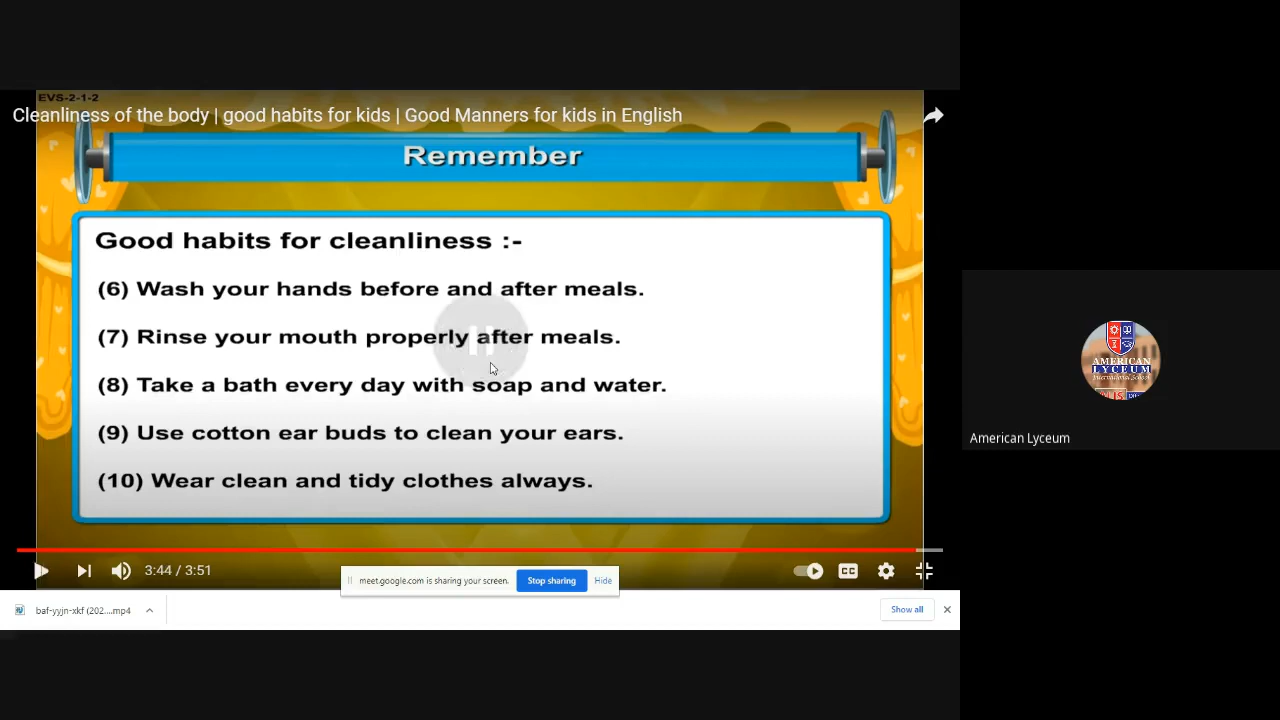 EVS-2-1-2
Cleanliness of the body | good habits for kids | Good Manners for kids in English
Remember
Good habits for cleanliness :-
(6) Wash your hands before and after meals.
(7) Rinse your mouth properly after meals.
(8) Take a bath every day with soap and water.
(9) Use cotton ear buds to clean your ears.
(10) Wear clean and tidy clothes always.
3:44 / 3:51
CC
meet.google.com is sharing your screen.
Stop sharing
Hide
baf-yyjn-xkf (202....mp4
Show all
AMERICAN
LYCEUM
International School
American Lyceum